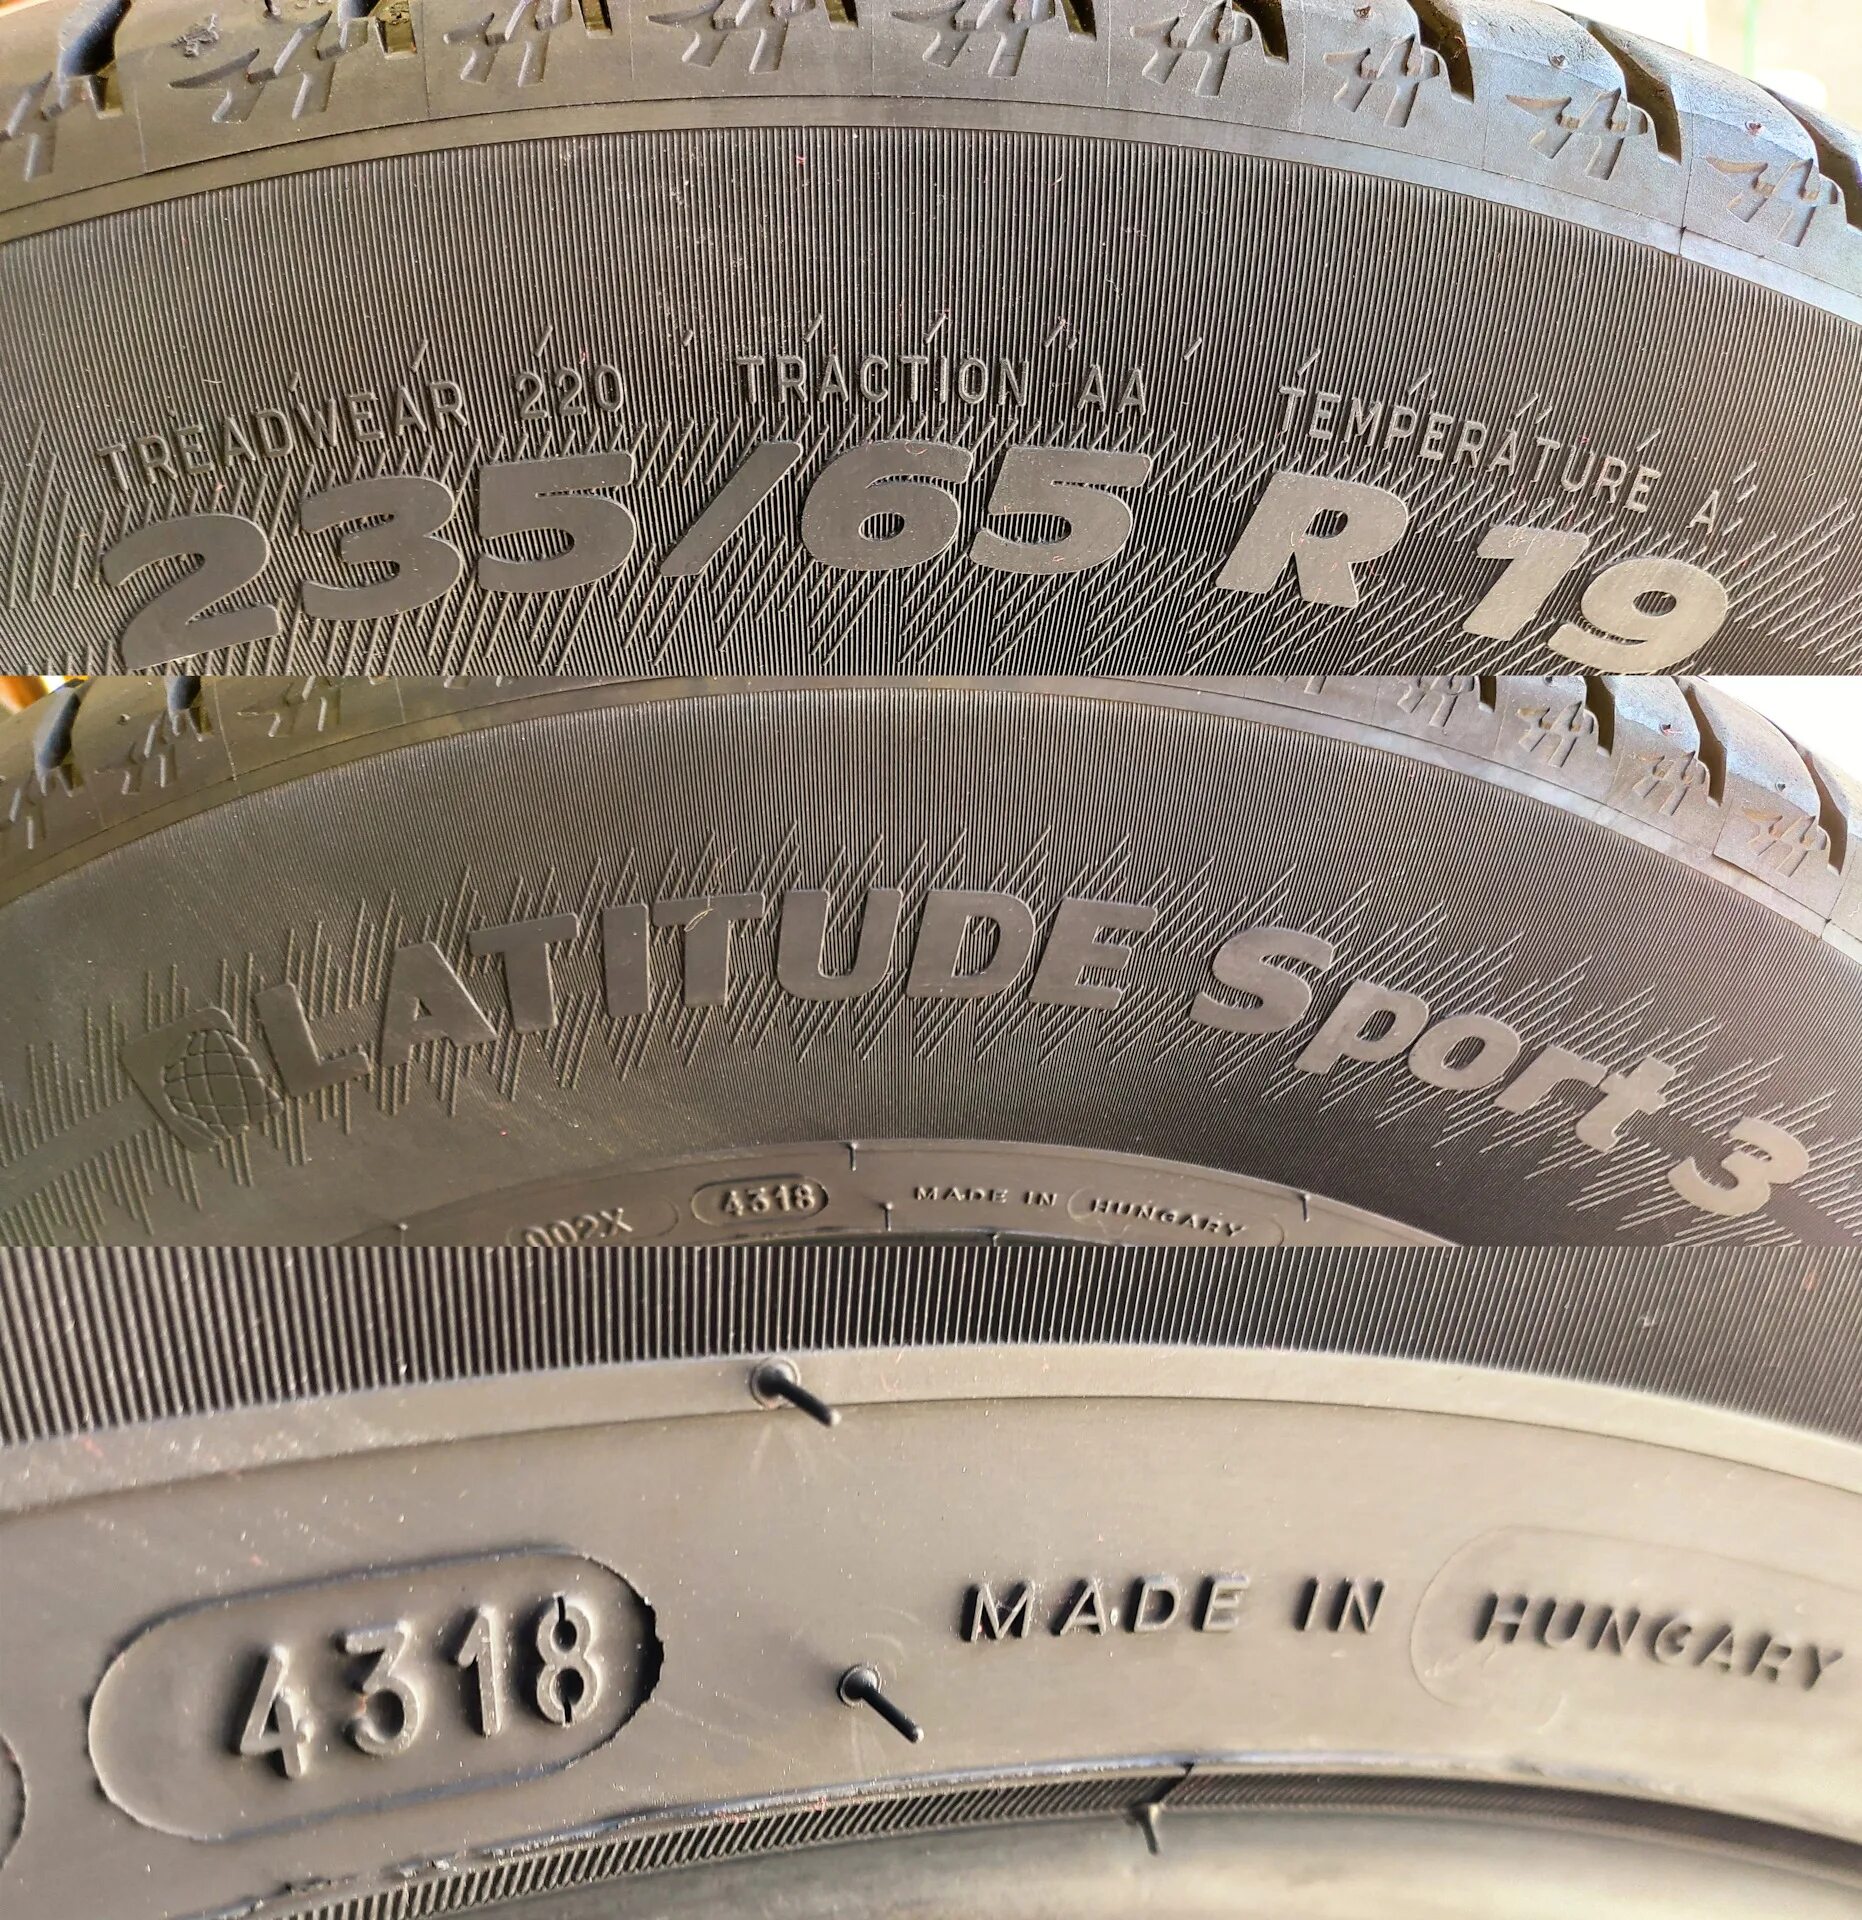 TREADWEAR 220 TRACTION AA TEMPERATURE A
235/65 R 19
LATITUDE Sport 3
002X 4318 MADE IN HUNGARY
4318 MADE IN HUNGARY